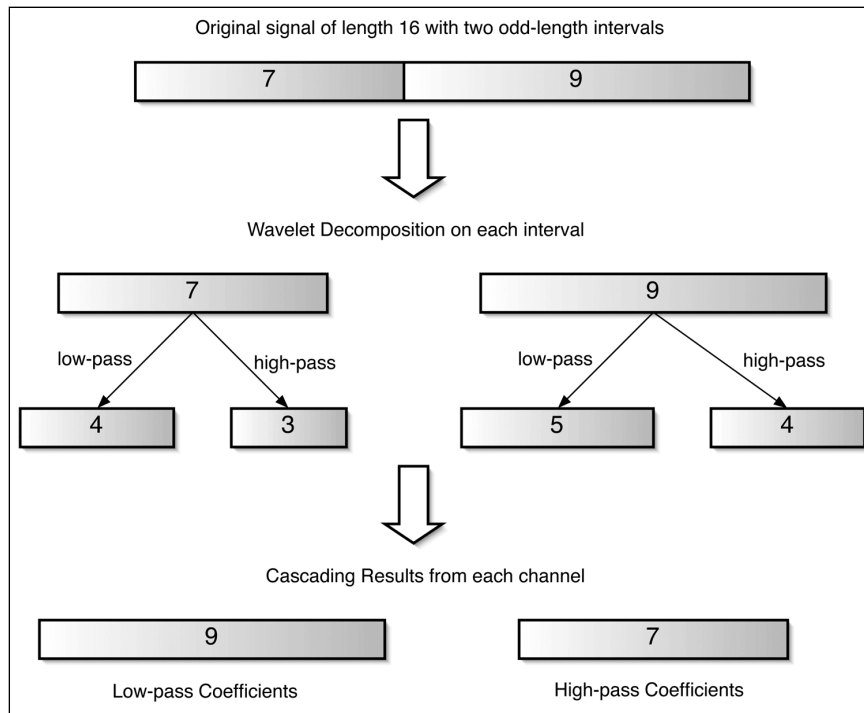 Original signal of length 16 with two odd-length intervals
7 9
Wavelet Decomposition on each interval
7 9
low-pass high-pass low-pass high-pass
4 3 5 4
Cascading Results from each channel
9 7
Low-pass Coefficients High-pass Coefficients